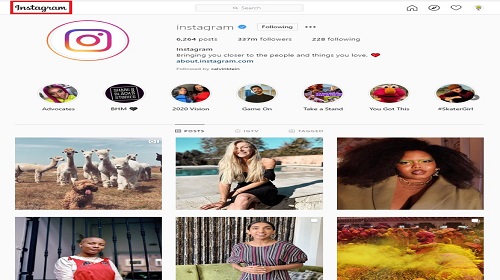 Instagram
Search
instagram Following •••
6,264 posts 337m followers 228 following
Instagram
Bringing you closer to the people and things you love. ❤️
about.instagram.com
Followed by calvinklein
Advocates BHM 🖤 2020 Vision Game On Take a Stand You Got This #SkaterGirl
POSTS IGTV TAGGED